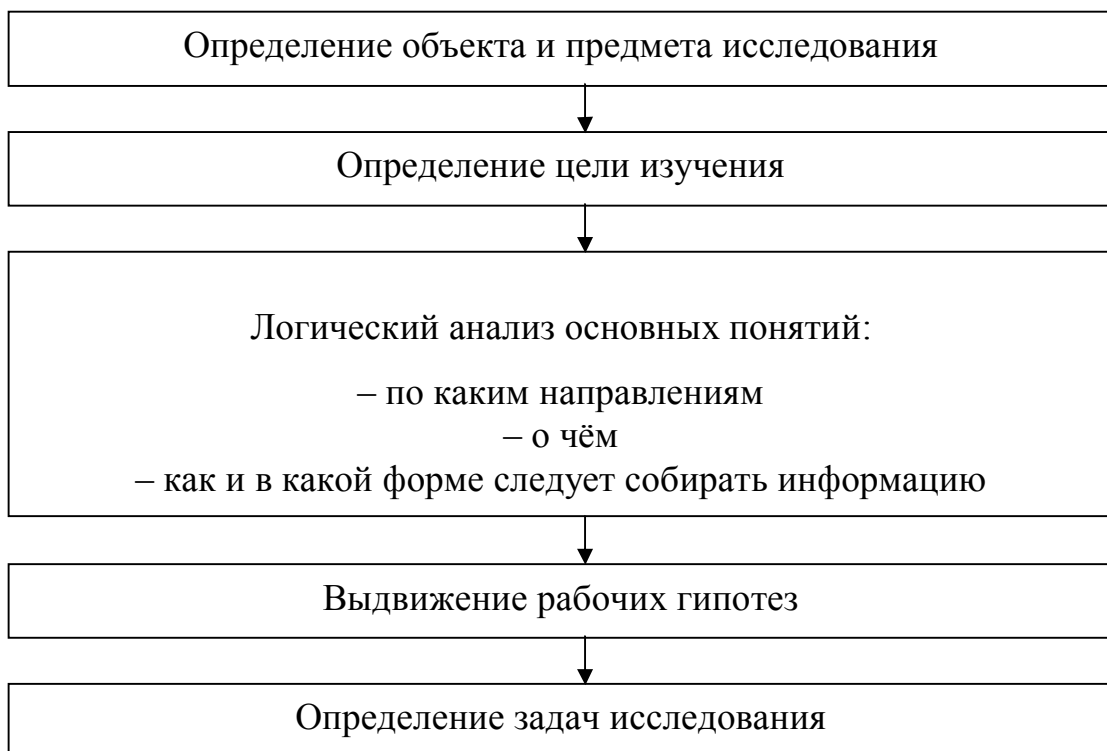 Определение объекта и предмета исследования
Определение цели изучения
Логический анализ основных понятий:
– по каким направлениям
– о чём
– как и в какой форме следует собирать информацию
Выдвижение рабочих гипотез
Определение задач исследования